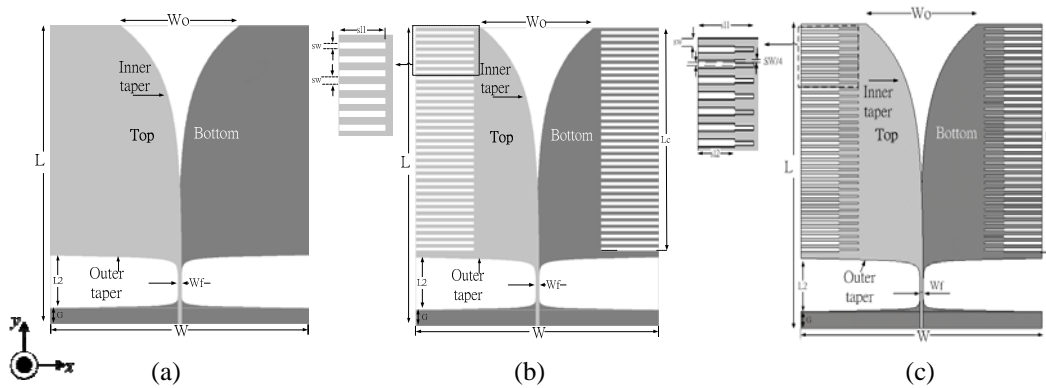 Wo
Inner
taper
Top
Bottom
L
Outer
taper
L2
Wf
G
W
y
x
(a)
sl1
sw
sw
Wo
Inner
taper
Top
Bottom
L
Lc
Outer
taper
L2
Wf
G
W
(b)
sl1
sw
SW/4
sl2
Wo
Inner
taper
Top
Bottom
L
Outer
taper
L2
Wf
G
W
(c)